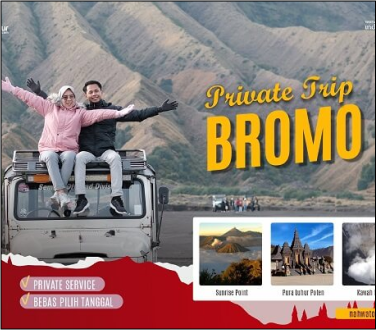 Private Trip
BROMO
PRIVATE SERVICE
BEBAS PILIH TANGGAL
Sunrise Point
Pura Luhur Poten
Kawah